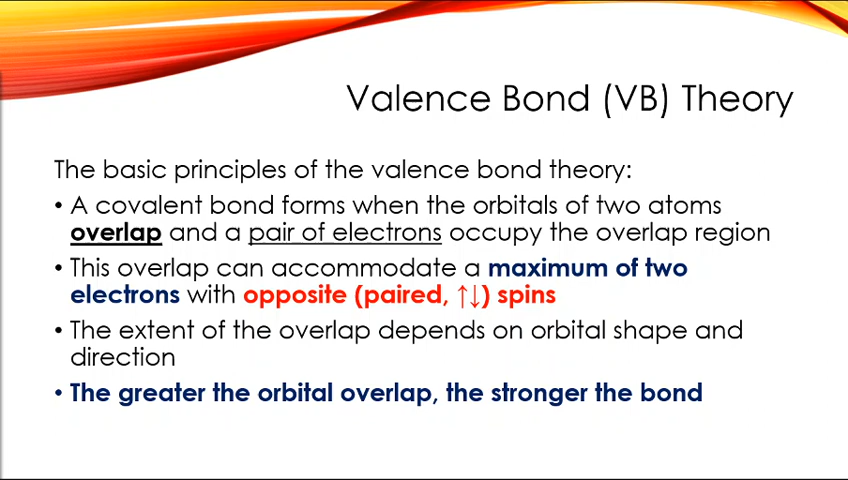 Valence Bond (VB) Theory
The basic principles of the valence bond theory:
• A covalent bond forms when the orbitals of two atoms
overlap and a pair of electrons occupy the overlap region
• This overlap can accommodate a maximum of two
electrons with opposite (paired, ↑↓) spins
• The extent of the overlap depends on orbital shape and
direction
• The greater the orbital overlap, the stronger the bond